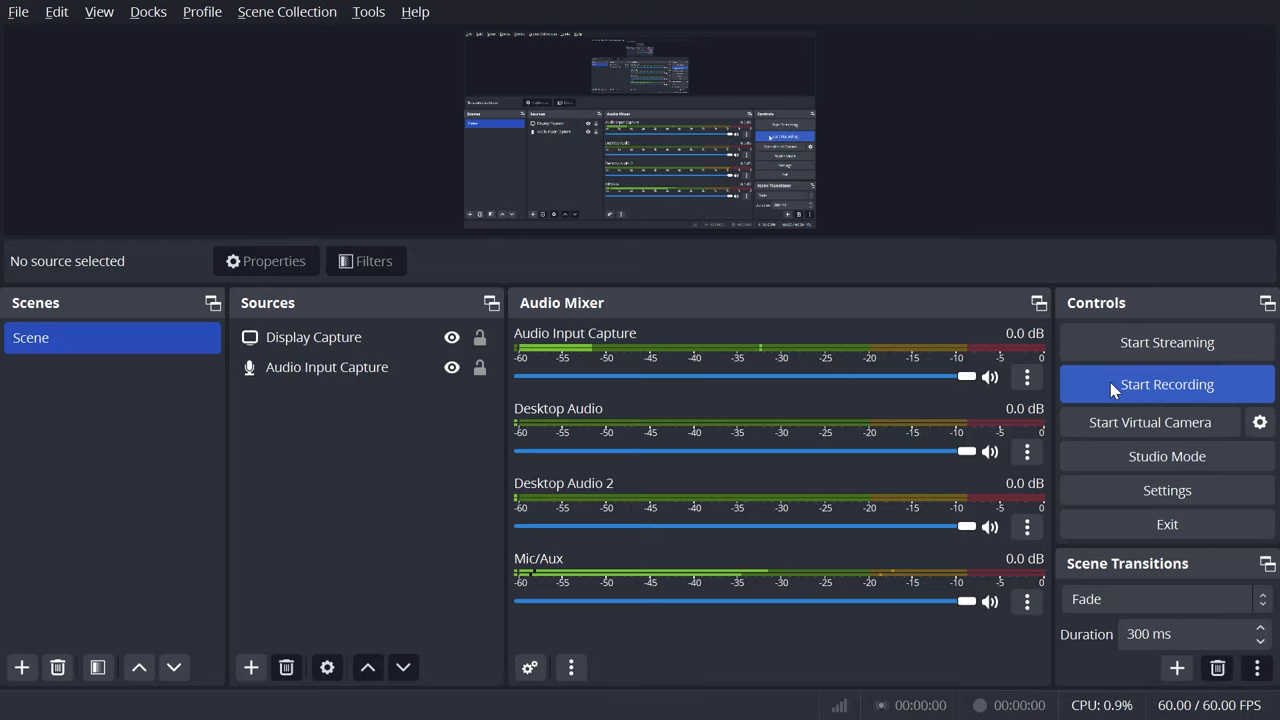 File Edit View Docks Profile Scene Collection Tools Help
No source selected Properties Filters
Scenes
Scene
Sources
Display Capture
Audio Input Capture
Audio Mixer
Audio Input Capture 0.0 dB
-60 -55 -50 -45 -40 -35 -30 -25 -20 -15 -10 -5 0
Desktop Audio 0.0 dB
-60 -55 -50 -45 -40 -35 -30 -25 -20 -15 -10 -5 0
Desktop Audio 2 0.0 dB
-60 -55 -50 -45 -40 -35 -30 -25 -20 -15 -10 -5 0
Mic/Aux 0.0 dB
-60 -55 -50 -45 -40 -35 -30 -25 -20 -15 -10 -5 0
Controls
Start Streaming
Start Recording
Start Virtual Camera
Studio Mode
Settings
Exit
Scene Transitions
Fade
Duration 300 ms
00:00:00 00:00:00 CPU: 0.9% 60.00 / 60.00 FPS